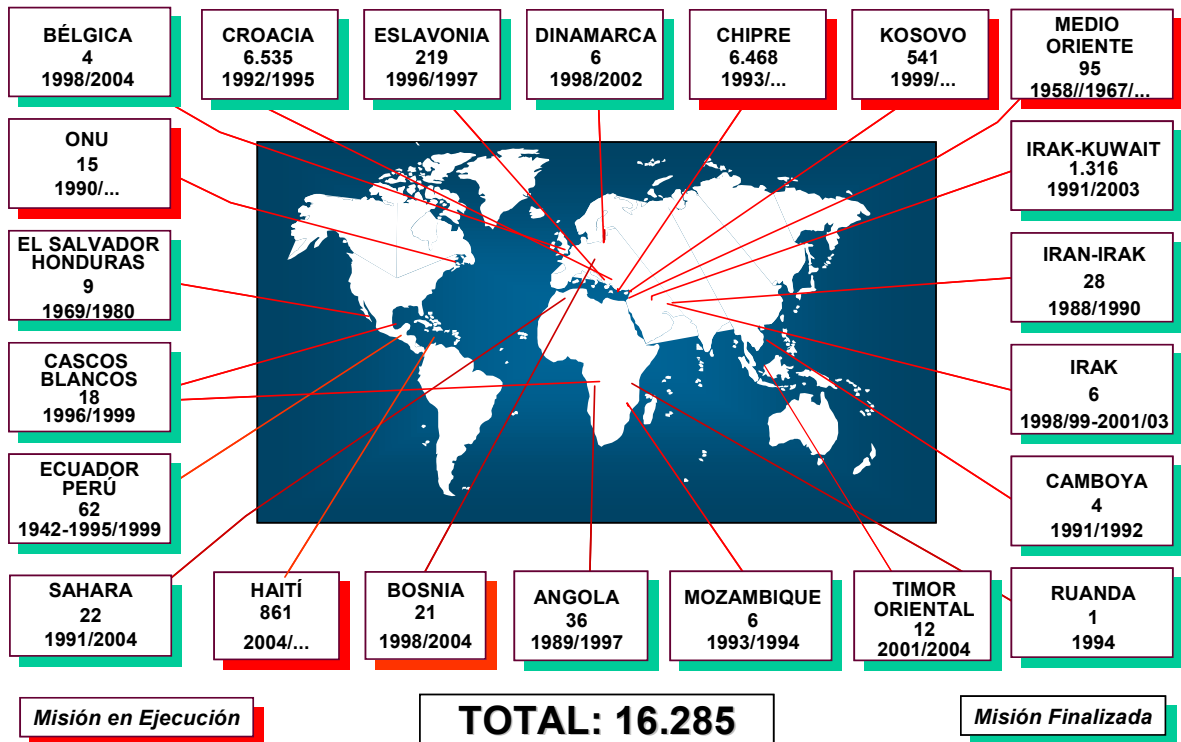 BÉLGICA
4
1998/2004
CROACIA
6.535
1992/1995
ESLAVONIA
219
1996/1997
DINAMARCA
6
1998/2002
CHIPRE
6.468
1993/...
KOSOVO
541
1999/...
MEDIO
ORIENTE
95
1958//1967/...
ONU
15
1990/...
IRAK-KUWAIT
1.316
1991/2003
EL SALVADOR
HONDURAS
9
1969/1980
IRAN-IRAK
28
1988/1990
CASCOS
BLANCOS
18
1996/1999
IRAK
6
1998/99-2001/03
ECUADOR
PERÚ
62
1942-1995/1999
CAMBOYA
4
1991/1992
SAHARA
22
1991/2004
HAITÍ
861
2004/...
BOSNIA
21
1998/2004
ANGOLA
36
1989/1997
MOZAMBIQUE
6
1993/1994
TIMOR
ORIENTAL
12
2001/2004
RUANDA
1
1994
Misión en Ejecución
TOTAL: 16.285
Misión Finalizada